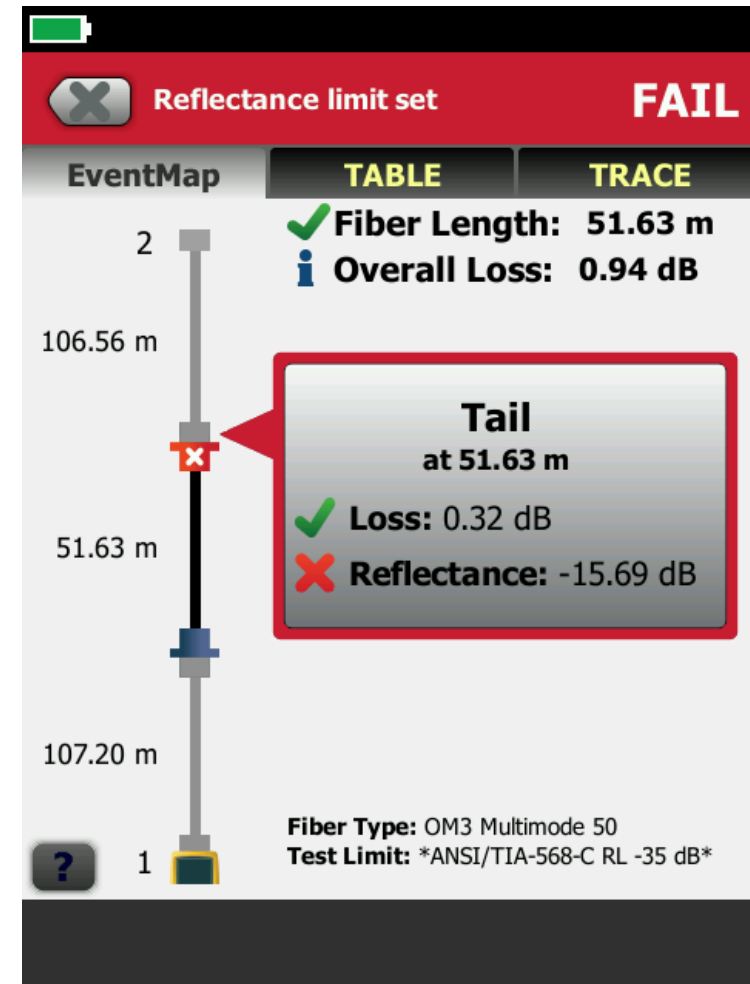 Reflectance limit set FAIL
EventMap TABLE TRACE
Fiber Length: 51.63 m
Overall Loss: 0.94 dB
2
106.56 m
Tail
at 51.63 m
Loss: 0.32 dB
Reflectance: -15.69 dB
51.63 m
107.20 m
Fiber Type: OM3 Multimode 50
Test Limit: *ANSI/TIA-568-C RL -35 dB*
? 1